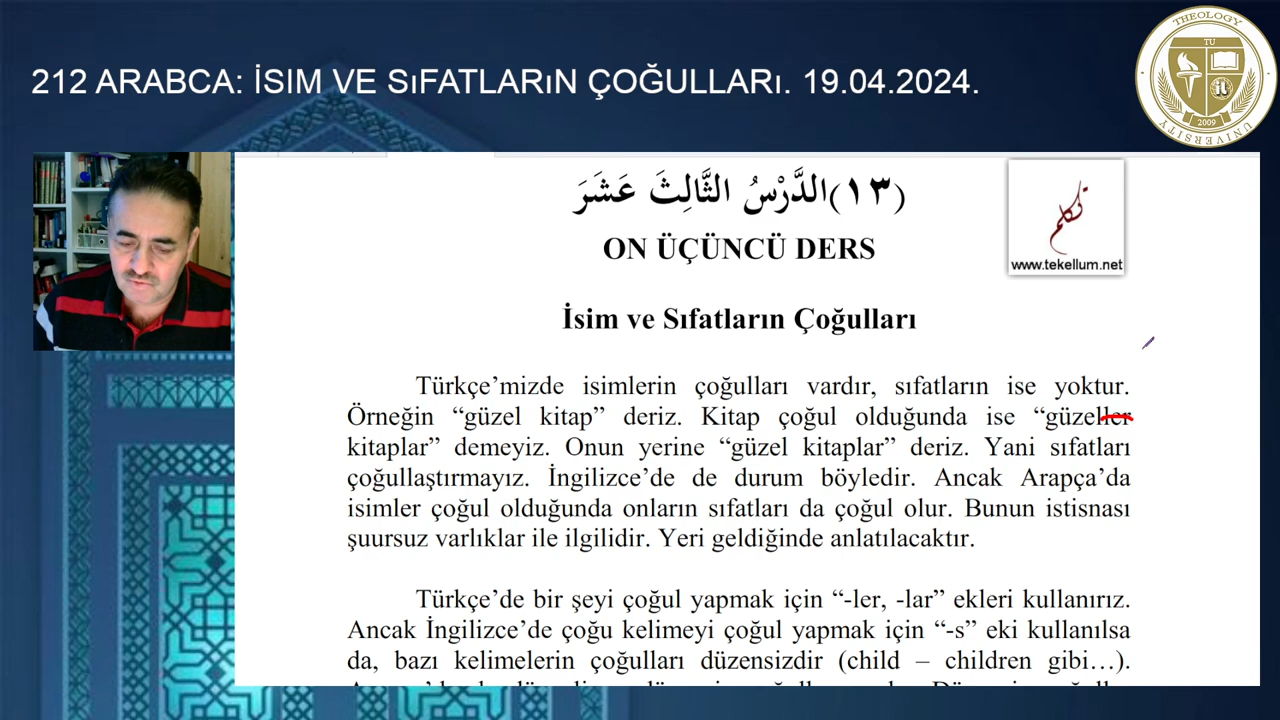 212 ARABCA: İSIM VE SıFATLARıN ÇOĞULLARı. 19.04.2024.
THEOLOGY
TU
2009
UNIVERSITY
(١٣)الدَّرْسُ الثَّالِثَ عَشَرَ
تكلم
www.tekellum.net
ON ÜÇÜNCÜ DERS
İsim ve Sıfatların Çoğulları
Türkçe’mizde isimlerin çoğulları vardır, sıfatların ise yoktur.
Örneğin “güzel kitap” deriz. Kitap çoğul olduğunda ise “güzeller
kitaplar” demeyiz. Onun yerine “güzel kitaplar” deriz. Yani sıfatları
çoğullaştırmayız. İngilizce’de de durum böyledir. Ancak Arapça’da
isimler çoğul olduğunda onların sıfatları da çoğul olur. Bunun istisnası
şuursuz varlıklar ile ilgilidir. Yeri geldiğinde anlatılacaktır.
Türkçe’de bir şeyi çoğul yapmak için “-ler, -lar” ekleri kullanırız.
Ancak İngilizce’de çoğu kelimeyi çoğul yapmak için “-s” eki kullanılsa
da, bazı kelimelerin çoğulları düzensizdir (child – children gibi…).